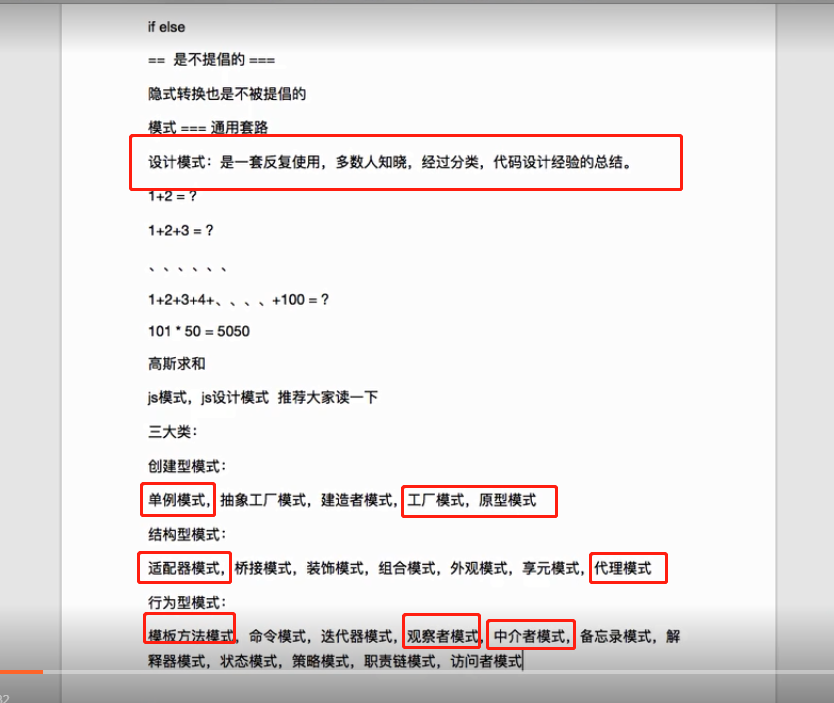 if else
== 是不提倡的 ===
隐式转换也是不被提倡的
模式 === 通用套路
设计模式：是一套反复使用，多数人知晓，经过分类，代码设计经验的总结。
1+2 = ?
1+2+3 = ?
、、、、、、
1+2+3+4+、、、、+100 = ?
101 * 50 = 5050
高斯求和
js模式，js设计模式 推荐大家读一下
三大类：
创建型模式：
单例模式，抽象工厂模式，建造者模式，工厂模式，原型模式
结构型模式：
适配器模式，桥接模式，装饰模式，组合模式，外观模式，享元模式，代理模式
行为型模式：
模板方法模式，命令模式，迭代器模式，观察者模式，中介者模式，备忘录模式，解
释器模式，状态模式，策略模式，职责链模式，访问者模式